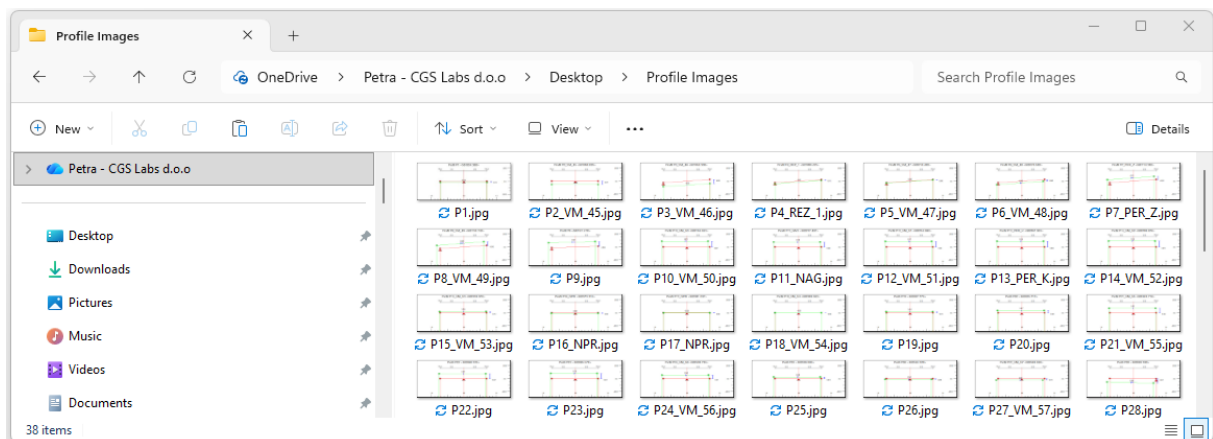 Profile Images
OneDrive > Petra - CGS Labs d.o.o > Desktop > Profile Images
Search Profile Images
New
Sort
View
Details
Petra - CGS Labs d.o.o
P1.jpg P2_VM_45.jpg P3_VM_46.jpg P4_REZ_1.jpg P5_VM_47.jpg P6_VM_48.jpg P7_PER_Z.jpg
Desktop
Downloads
P8_VM_49.jpg P9.jpg P10_VM_50.jpg P11_NAG.jpg P12_VM_51.jpg P13_PER_K.jpg P14_VM_52.jpg
Pictures
Music
P15_VM_53.jpg P16_NPR.jpg P17_NPR.jpg P18_VM_54.jpg P19.jpg P20.jpg P21_VM_55.jpg
Videos
Documents
P22.jpg P23.jpg P24_VM_56.jpg P25.jpg P26.jpg P27_VM_57.jpg P28.jpg
38 items